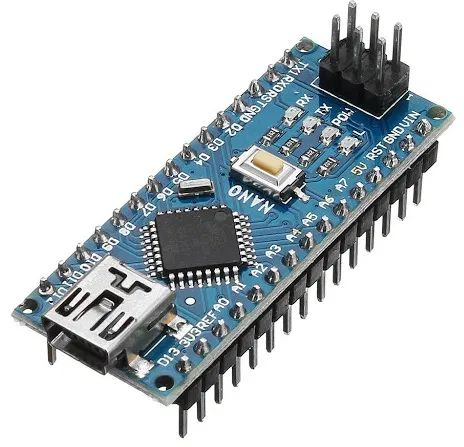 TX1 RX0 RST GND D2 D3 D4 D5 D6 D7 D8 D9 D10 D11 D12
RX
TX
POW
L
NANO
D13 3V3 REF A0 A1 A2 A3 A4 A5 A6 A7 5V RST GND VIN